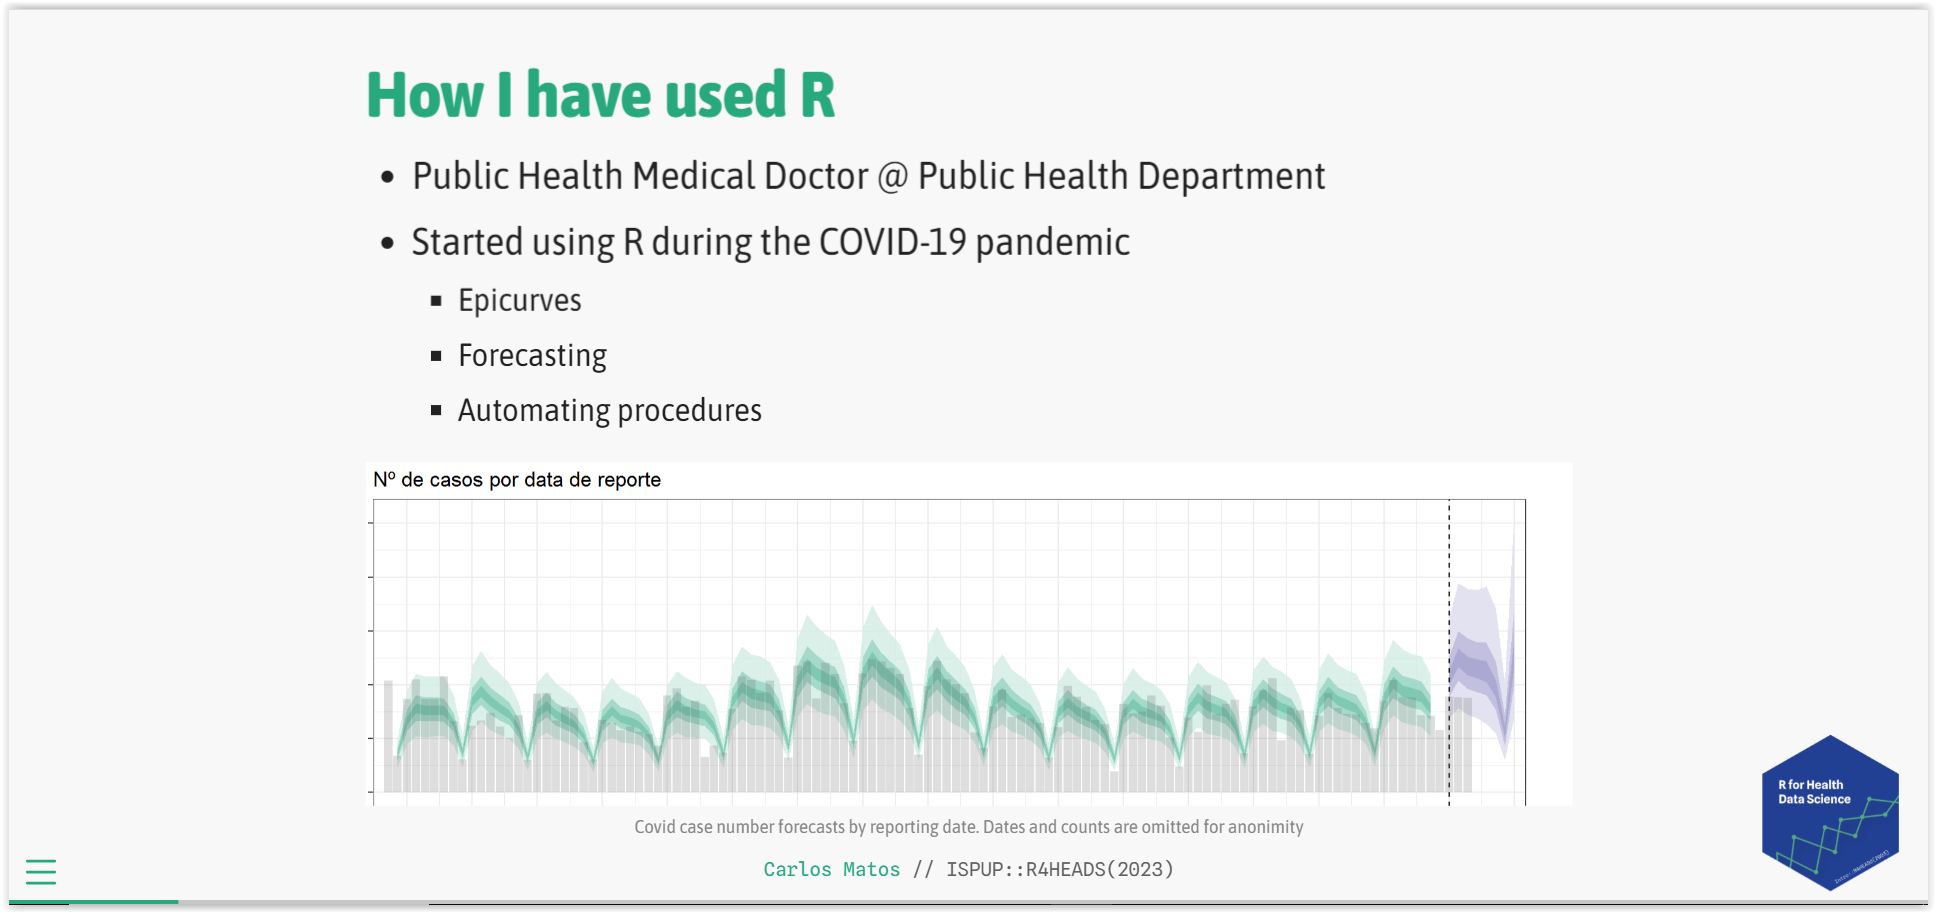 How I have used R
Public Health Medical Doctor @ Public Health Department
Started using R during the COVID-19 pandemic
Epicurves
Forecasting
Automating procedures
Nº de casos por data de reporte
Covid case number forecasts by reporting date. Dates and counts are omitted for anonimity
R for Health
Data Science
Carlos Matos // ISPUP::R4HEADS(2023)